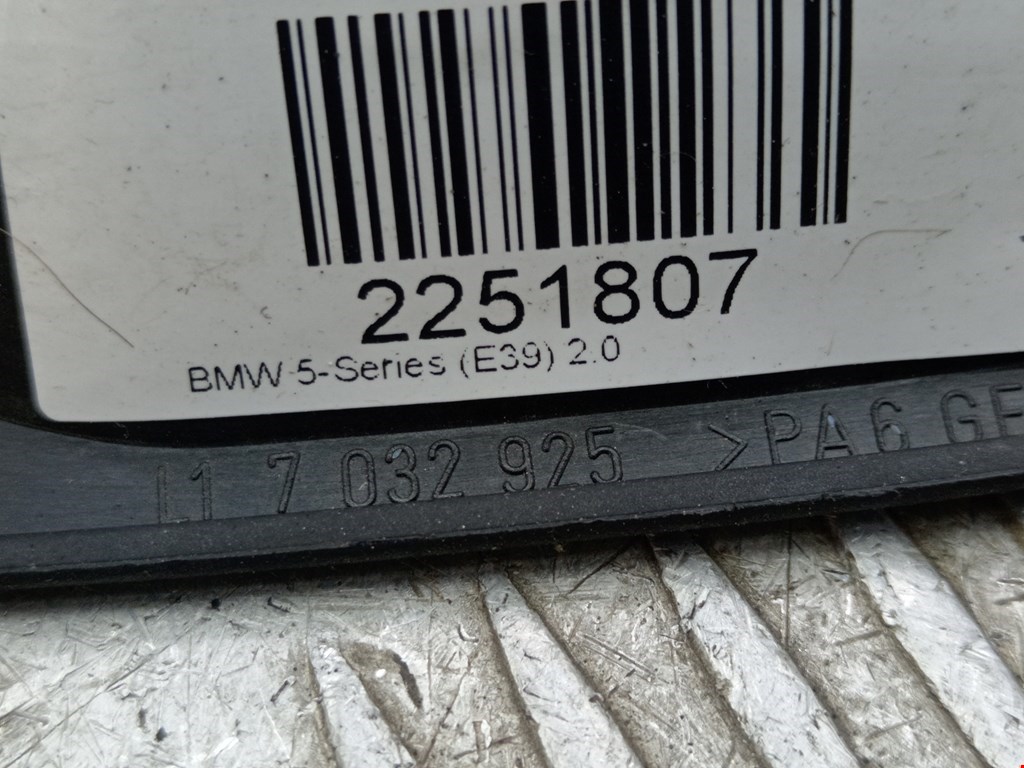 2251807
BMW 5-Series (E39) 2.0
L1 7 032 925 >PA6 GF